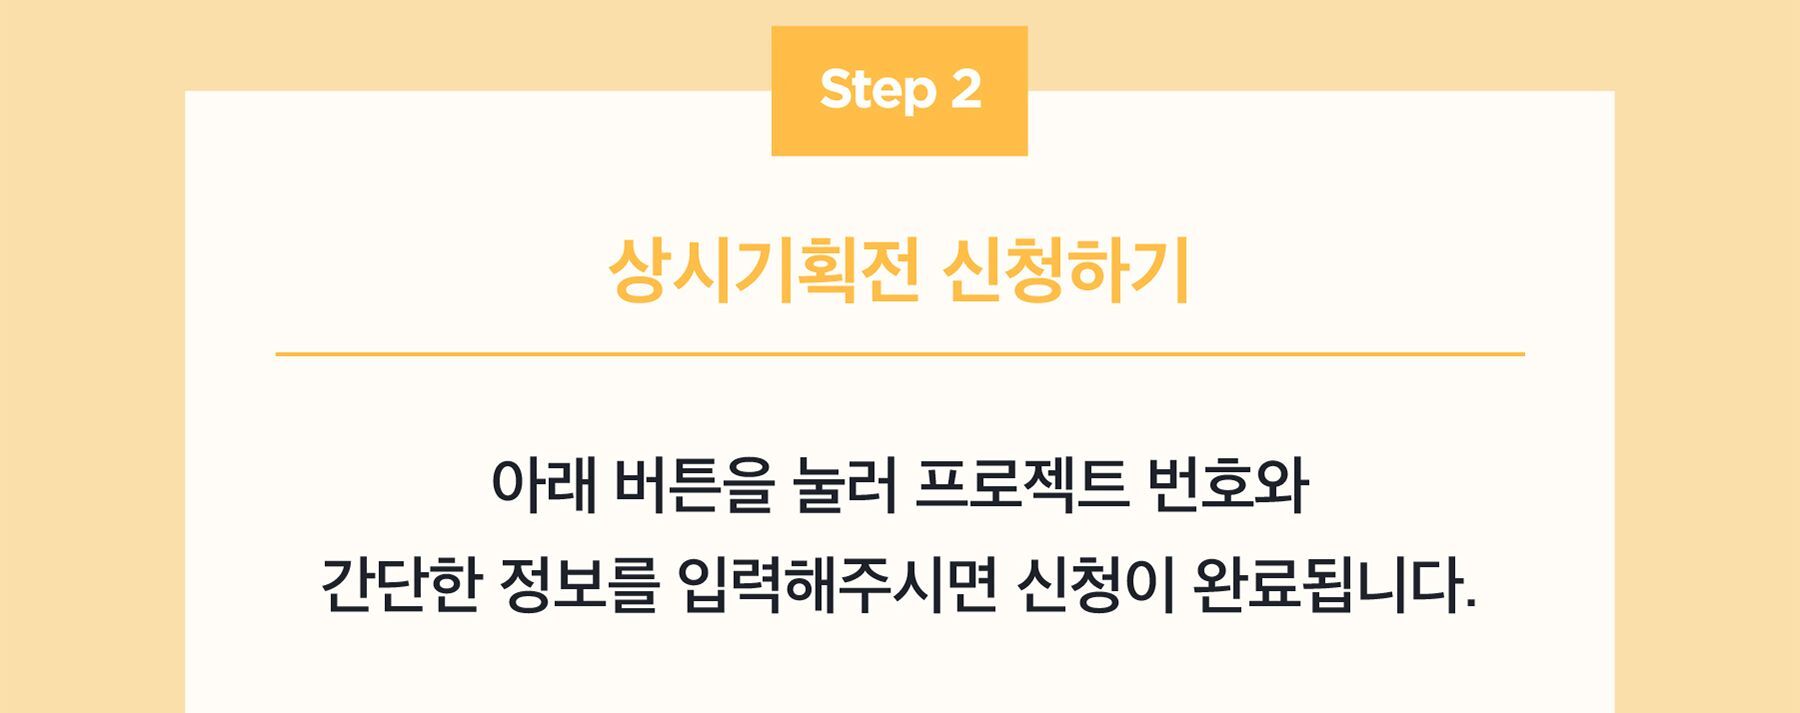 Step 2
상시기획전 신청하기
아래 버튼을 눌러 프로젝트 번호와
간단한 정보를 입력해주시면 신청이 완료됩니다.